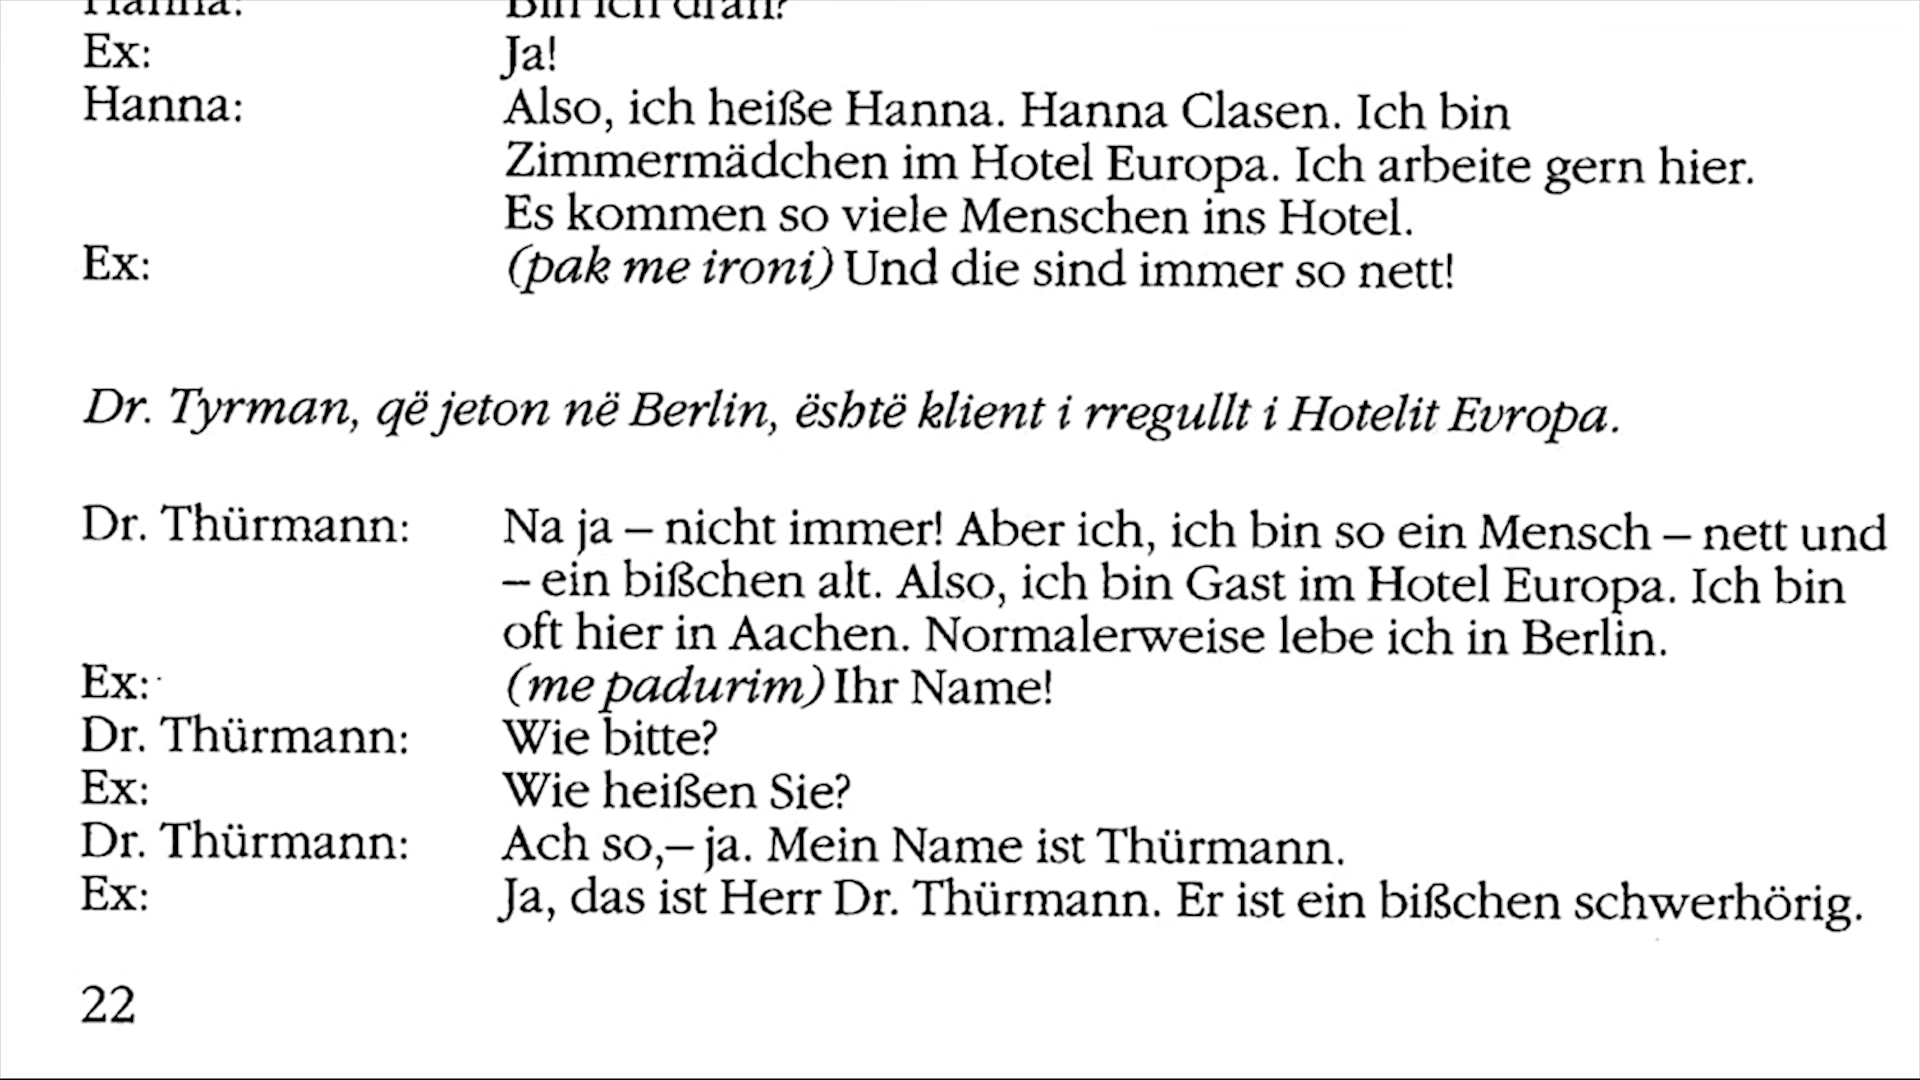 Hanna: Bin ich dran?
Ex: Ja!
Hanna: Also, ich heiße Hanna. Hanna Clasen. Ich bin
Zimmermädchen im Hotel Europa. Ich arbeite gern hier.
Es kommen so viele Menschen ins Hotel.
Ex: (pak me ironi) Und die sind immer so nett!
Dr. Tyrman, që jeton në Berlin, është klient i rregullt i Hotelit Evropa.
Dr. Thürmann: Na ja – nicht immer! Aber ich, ich bin so ein Mensch – nett und
– ein bißchen alt. Also, ich bin Gast im Hotel Europa. Ich bin
oft hier in Aachen. Normalerweise lebe ich in Berlin.
Ex: (me padurim) Ihr Name!
Dr. Thürmann: Wie bitte?
Ex: Wie heißen Sie?
Dr. Thürmann: Ach so,– ja. Mein Name ist Thürmann.
Ex: Ja, das ist Herr Dr. Thürmann. Er ist ein bißchen schwerhörig.
22